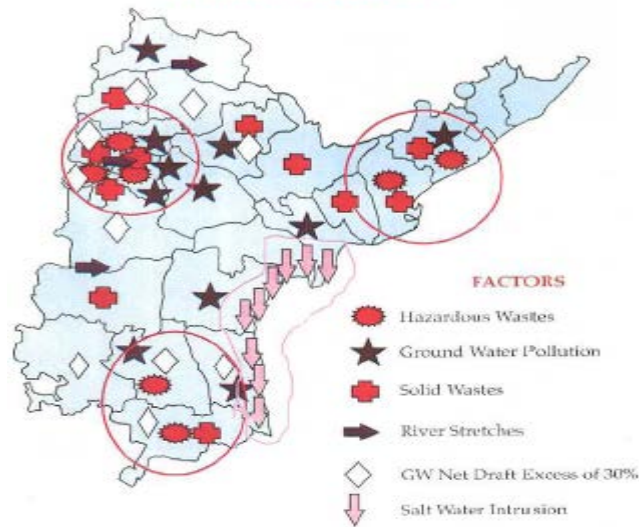 FACTORS
Hazardous Wastes
Ground Water Pollution
Solid Wastes
River Stretches
GW Net Draft Excess of 30%
Salt Water Intrusion